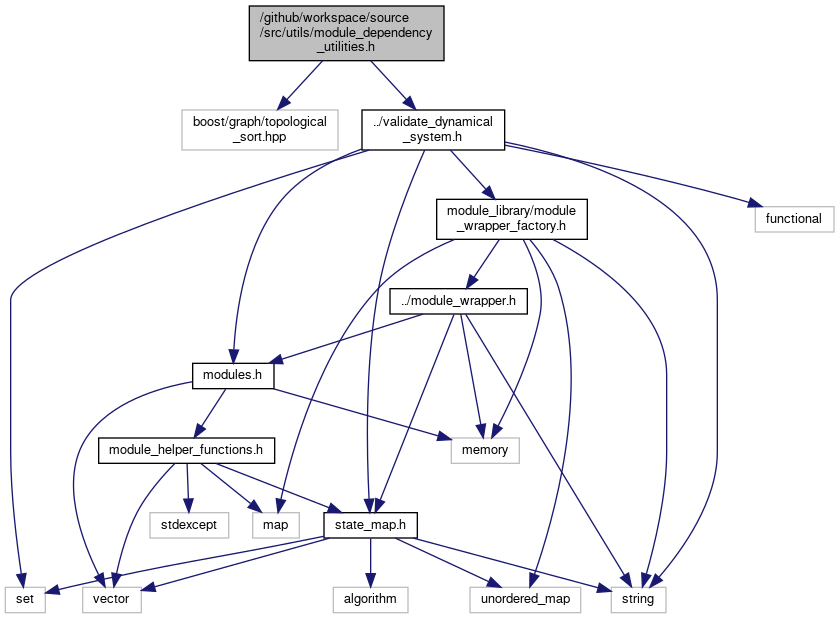 /github/workspace/source
/src/utils/module_dependency
_utilities.h
boost/graph/topological
_sort.hpp
../validate_dynamical
_system.h
module_library/module
_wrapper_factory.h
functional
../module_wrapper.h
modules.h
module_helper_functions.h
memory
stdexcept
map
state_map.h
set
vector
algorithm
unordered_map
string